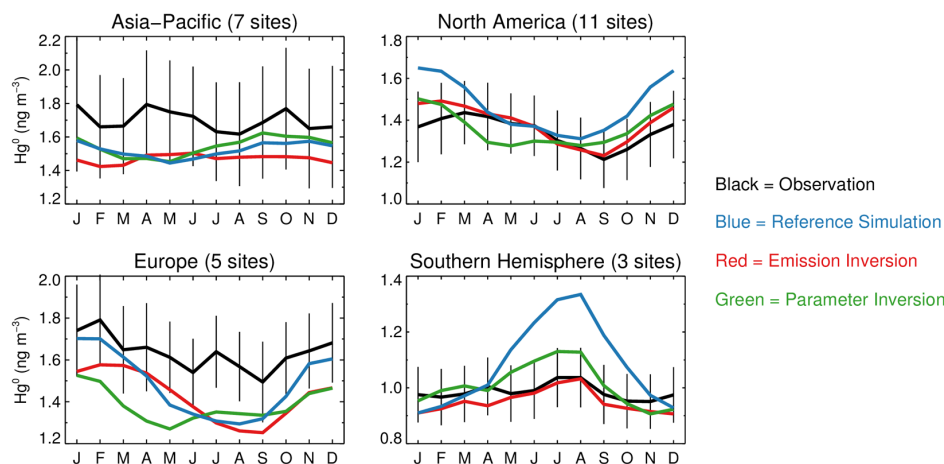 Asia−Pacific (7 sites)
Hg⁰ (ng m⁻³)
2.2
2.0
1.8
1.6
1.4
1.2
J F M A M J J A S O N D
North America (11 sites)
1.8
1.6
1.4
1.2
1.0
J F M A M J J A S O N D
Europe (5 sites)
Hg⁰ (ng m⁻³)
2.0
1.8
1.6
1.4
1.2
J F M A M J J A S O N D
Southern Hemisphere (3 sites)
1.4
1.2
1.0
0.8
J F M A M J J A S O N D
Black = Observation
Blue = Reference Simulation
Red = Emission Inversion
Green = Parameter Inversion